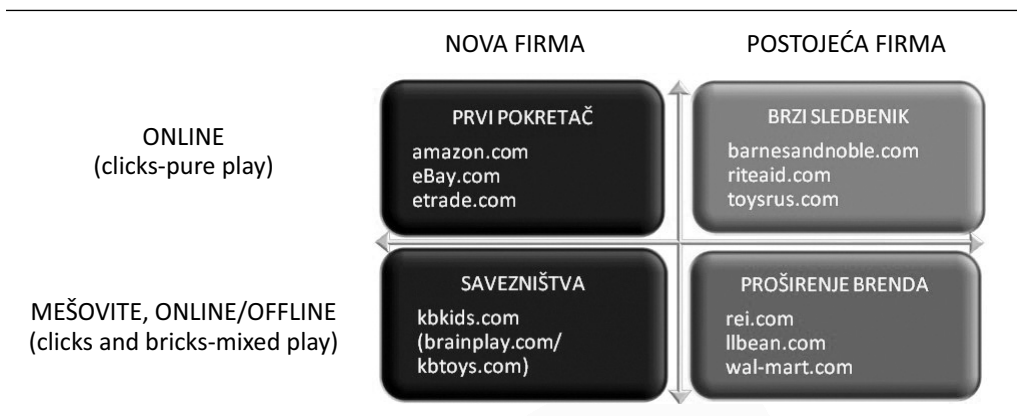 NOVA FIRMA
POSTOJEĆA FIRMA
ONLINE
(clicks-pure play)
PRVI POKRETAČ
amazon.com
eBay.com
etrade.com
BRZI SLEDBENIK
barnesandnoble.com
riteaid.com
toysrus.com
MEŠOVITE, ONLINE/OFFLINE
(clicks and bricks-mixed play)
SAVEZNIŠTVA
kbkids.com
(brainplay.com/
kbtoys.com)
PROŠIRENJE BRENDA
rei.com
llbean.com
wal-mart.com